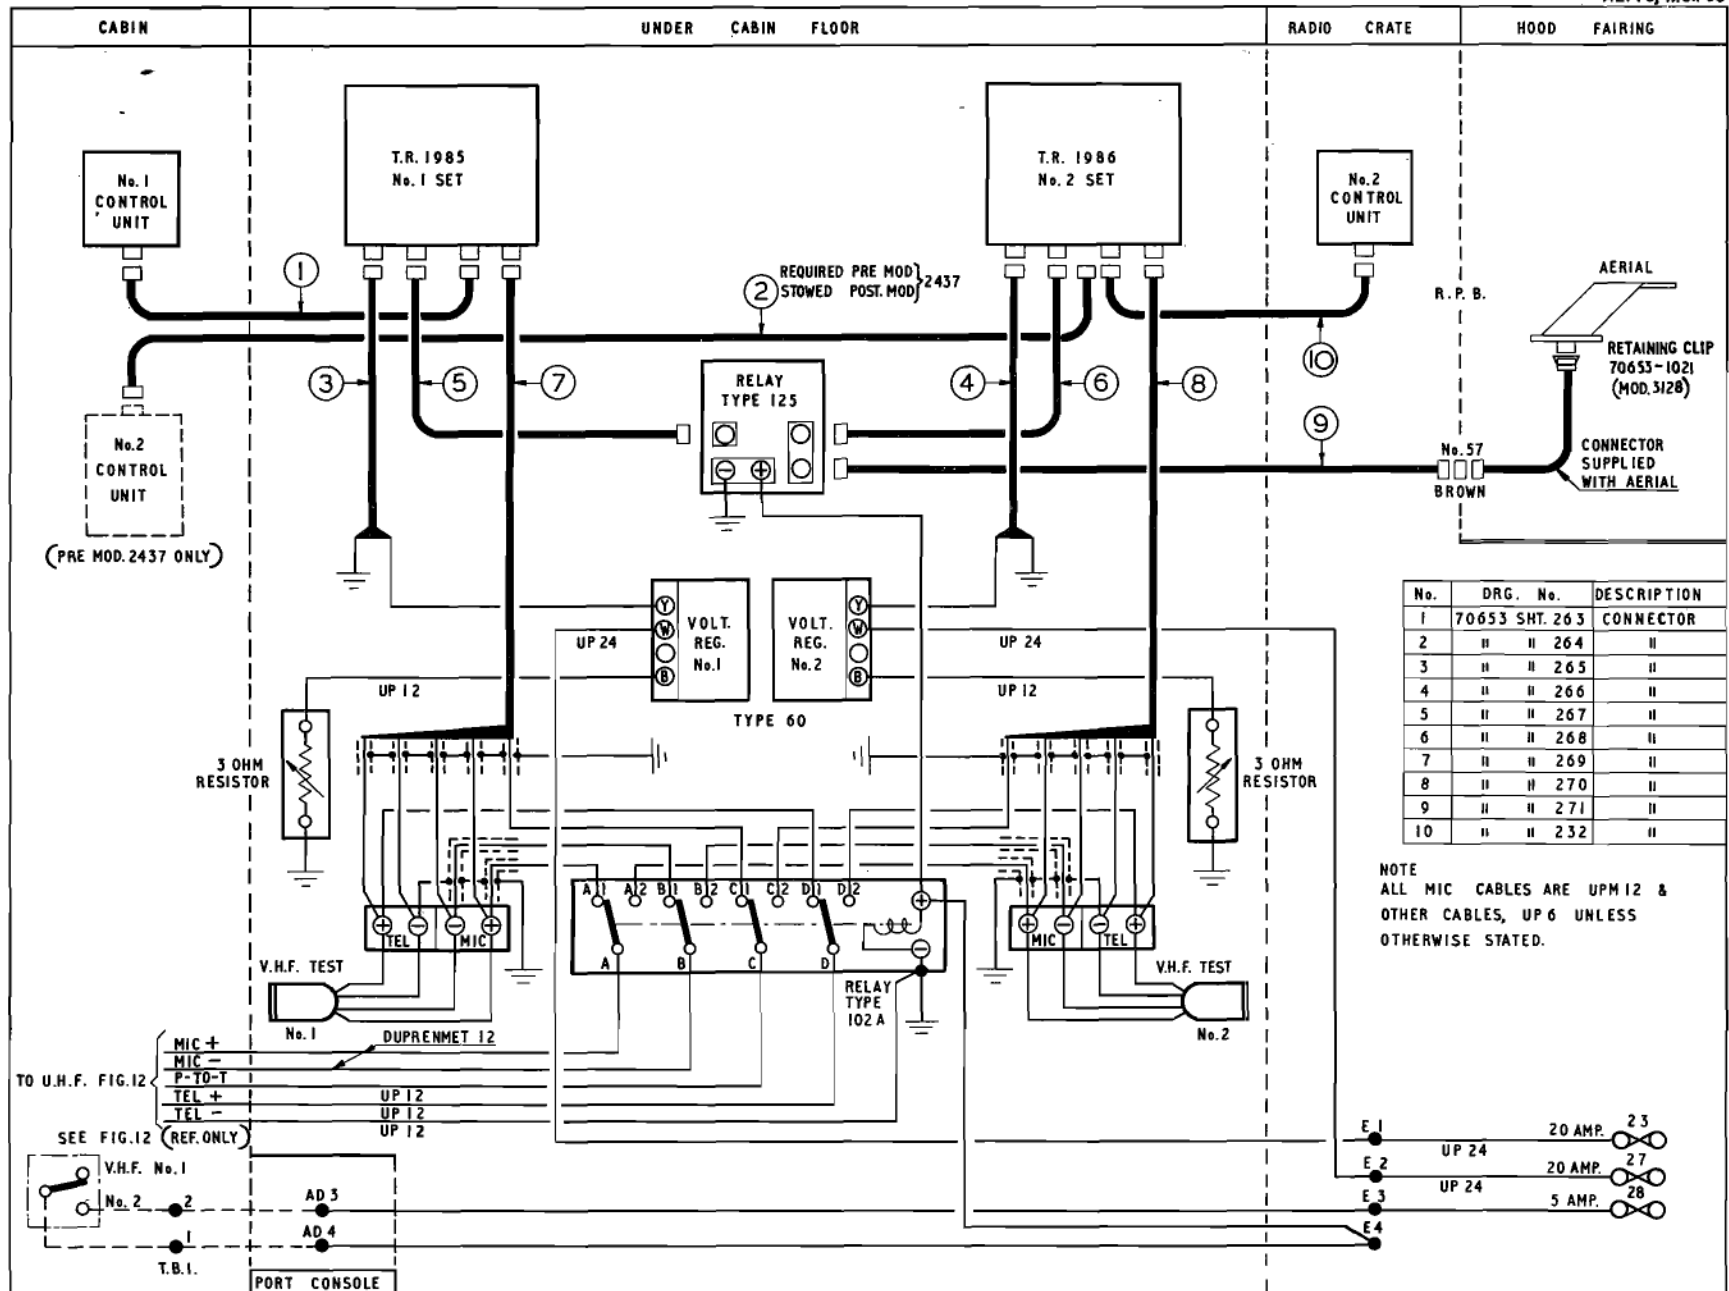 CABIN
UNDER CABIN FLOOR
RADIO CRATE
HOOD FAIRING
No.1
CONTROL
UNIT
T.R. 1985
No.1 SET
T.R. 1986
No.2 SET
No.2
CONTROL
UNIT
1
2
REQUIRED PRE MOD
STOWED POST. MOD
2437
AERIAL
R.P.B.
RETAINING CLIP
70653-1021
(MOD.3128)
10
3
5
7
RELAY
TYPE 125
4
6
8
9
No.2
CONTROL
UNIT
(PRE MOD.2437 ONLY)
No.57
BROWN
CONNECTOR
SUPPLIED
WITH AERIAL
− +
Y
W
B
VOLT.
REG.
No.1
VOLT.
REG.
No.2
Y
W
B
TYPE 60
UP 24
UP 12
UP 24
UP 12
3 OHM
RESISTOR
3 OHM
RESISTOR
No. DRG. No. DESCRIPTION
1 70653 SHT. 263 CONNECTOR
2 " " 264 "
3 " " 265 "
4 " " 266 "
5 " " 267 "
6 " " 268 "
7 " " 269 "
8 " " 270 "
9 " " 271 "
10 " " 232 "
NOTE
ALL MIC CABLES ARE UPM 12 &
OTHER CABLES, UP 6 UNLESS
OTHERWISE STATED.
A1 A2 B1 B2 C1 C2 D1 D2 +
A B C D −
+ − − +
TEL MIC
+ − − +
MIC TEL
RELAY
TYPE
102A
V.H.F. TEST
No.1
V.H.F. TEST
No.2
TO U.H.F. FIG.12
MIC +
MIC −
P-TO-T
TEL +
TEL −
DUPRENMET 12
UP 12
UP 12
UP 12
SEE FIG.12 (REF.ONLY)
V.H.F. No.1
No. 2
2
1
T.B.1.
AD 3
AD 4
PORT CONSOLE
E 1
E 2
E 3
E4
UP 24
UP 24
20 AMP. 23
20 AMP. 27
5 AMP. 28